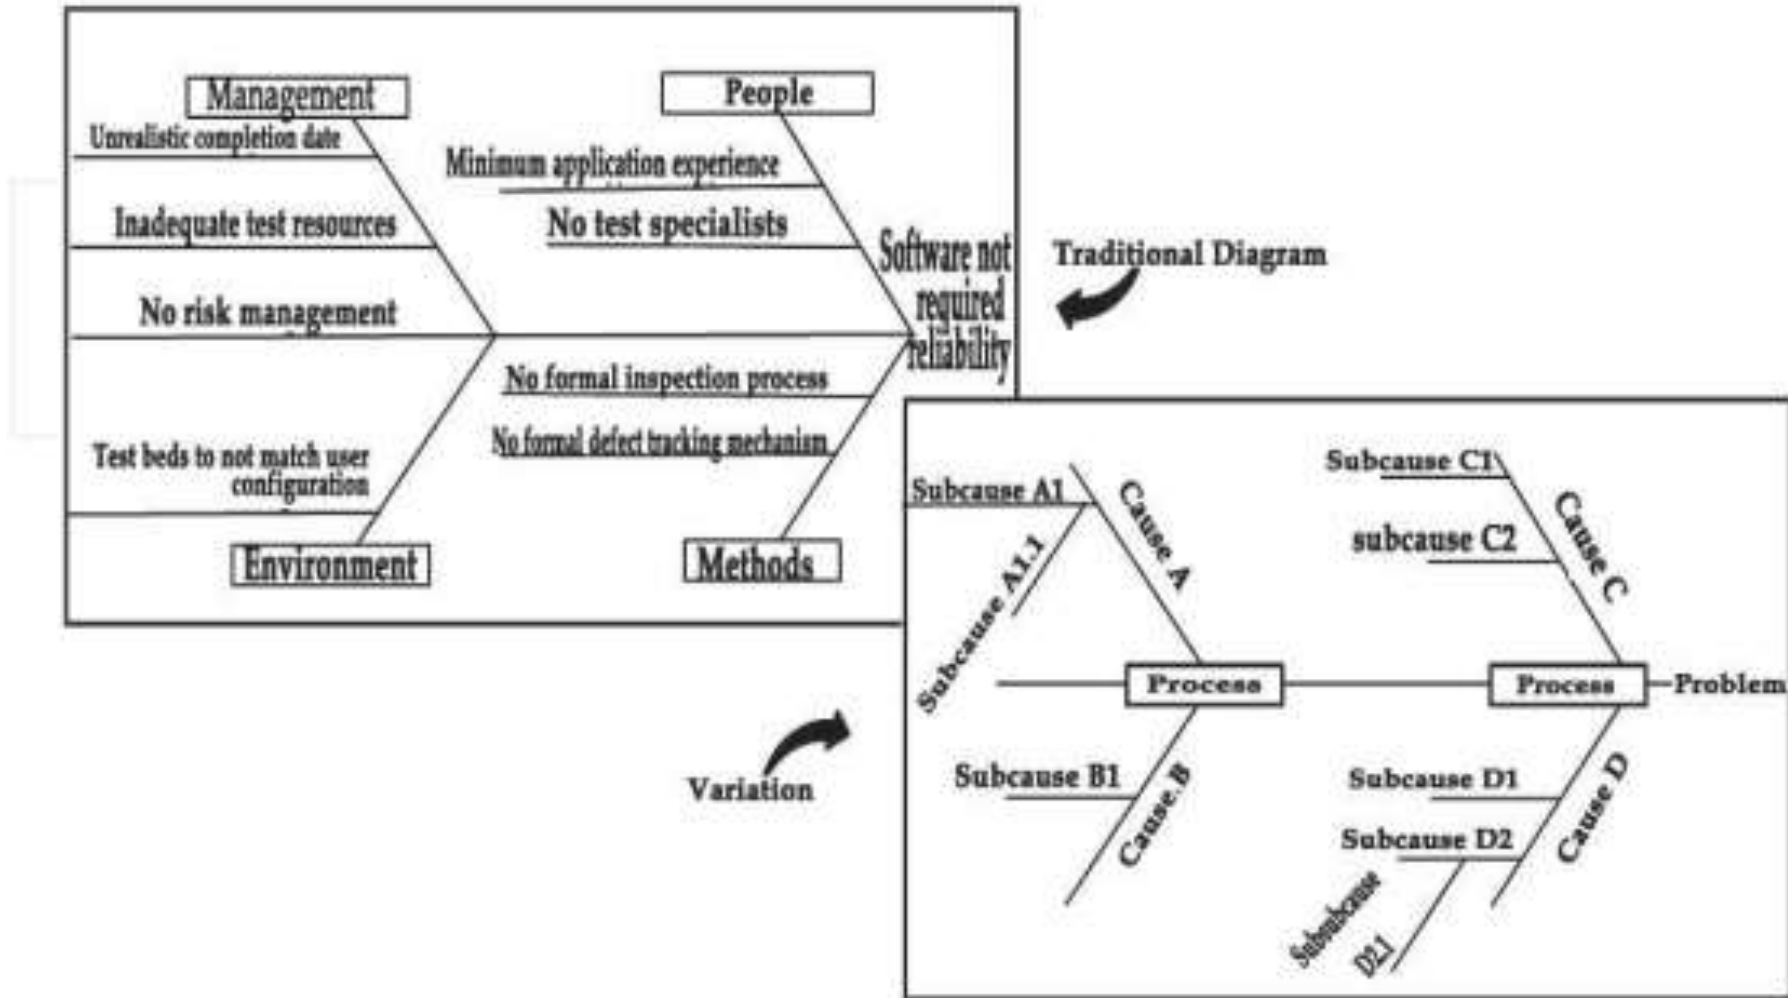 Management
Unrealistic completion date
Inadequate test resources
No risk management
People
Minimum application experience
No test specialists
Software not
required
reliability
Traditional Diagram
No formal inspection process
No formal defect tracking mechanism
Test beds to not match user
configuration
Environment
Methods
Variation
Subcause A1
Subcause A1.1
Cause A
Subcause C1
subcause C2
Cause C
Process
Process
Problem
Subcause B1
Cause.B
Subcause D1
Subcause D2
Cause D
Subsubcause
D2.1